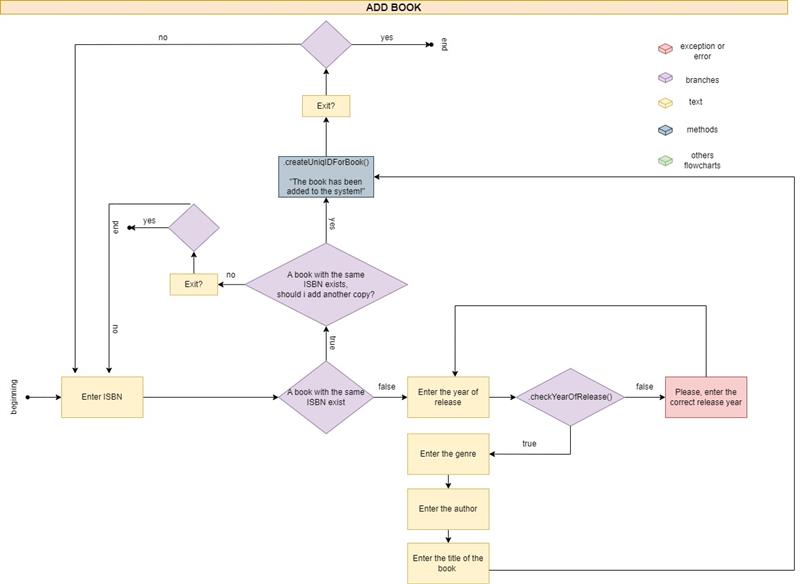 ADD BOOK
no
yes
end
exception or
error
branches
text
methods
others
flowcharts
Exit?
.createUniqIDForBook()
"The book has been
added to the system!"
yes
end
yes
no
Exit?
A book with the same
ISBN exists,
should i add another copy?
no
true
beginning
Enter ISBN
A book with the same
ISBN exist
false
Enter the year of
release
checkYearOfRelease()
false
Please, enter the
correct release year
true
Enter the genre
Enter the author
Enter the title of the
book